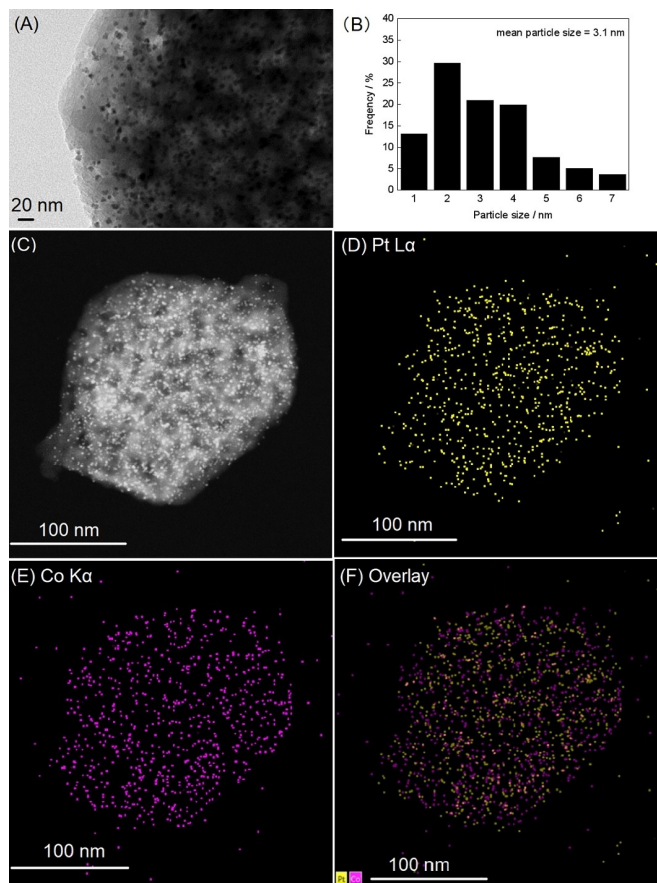 (A)
20 nm
(B)
mean particle size = 3.1 nm
Freqency / %
40
35
30
25
20
15
10
5
0
1 2 3 4 5 6 7
Particle size / nm
(C)
100 nm
(D) Pt Lα
100 nm
(E) Co Kα
100 nm
(F) Overlay
Pt Co
100 nm